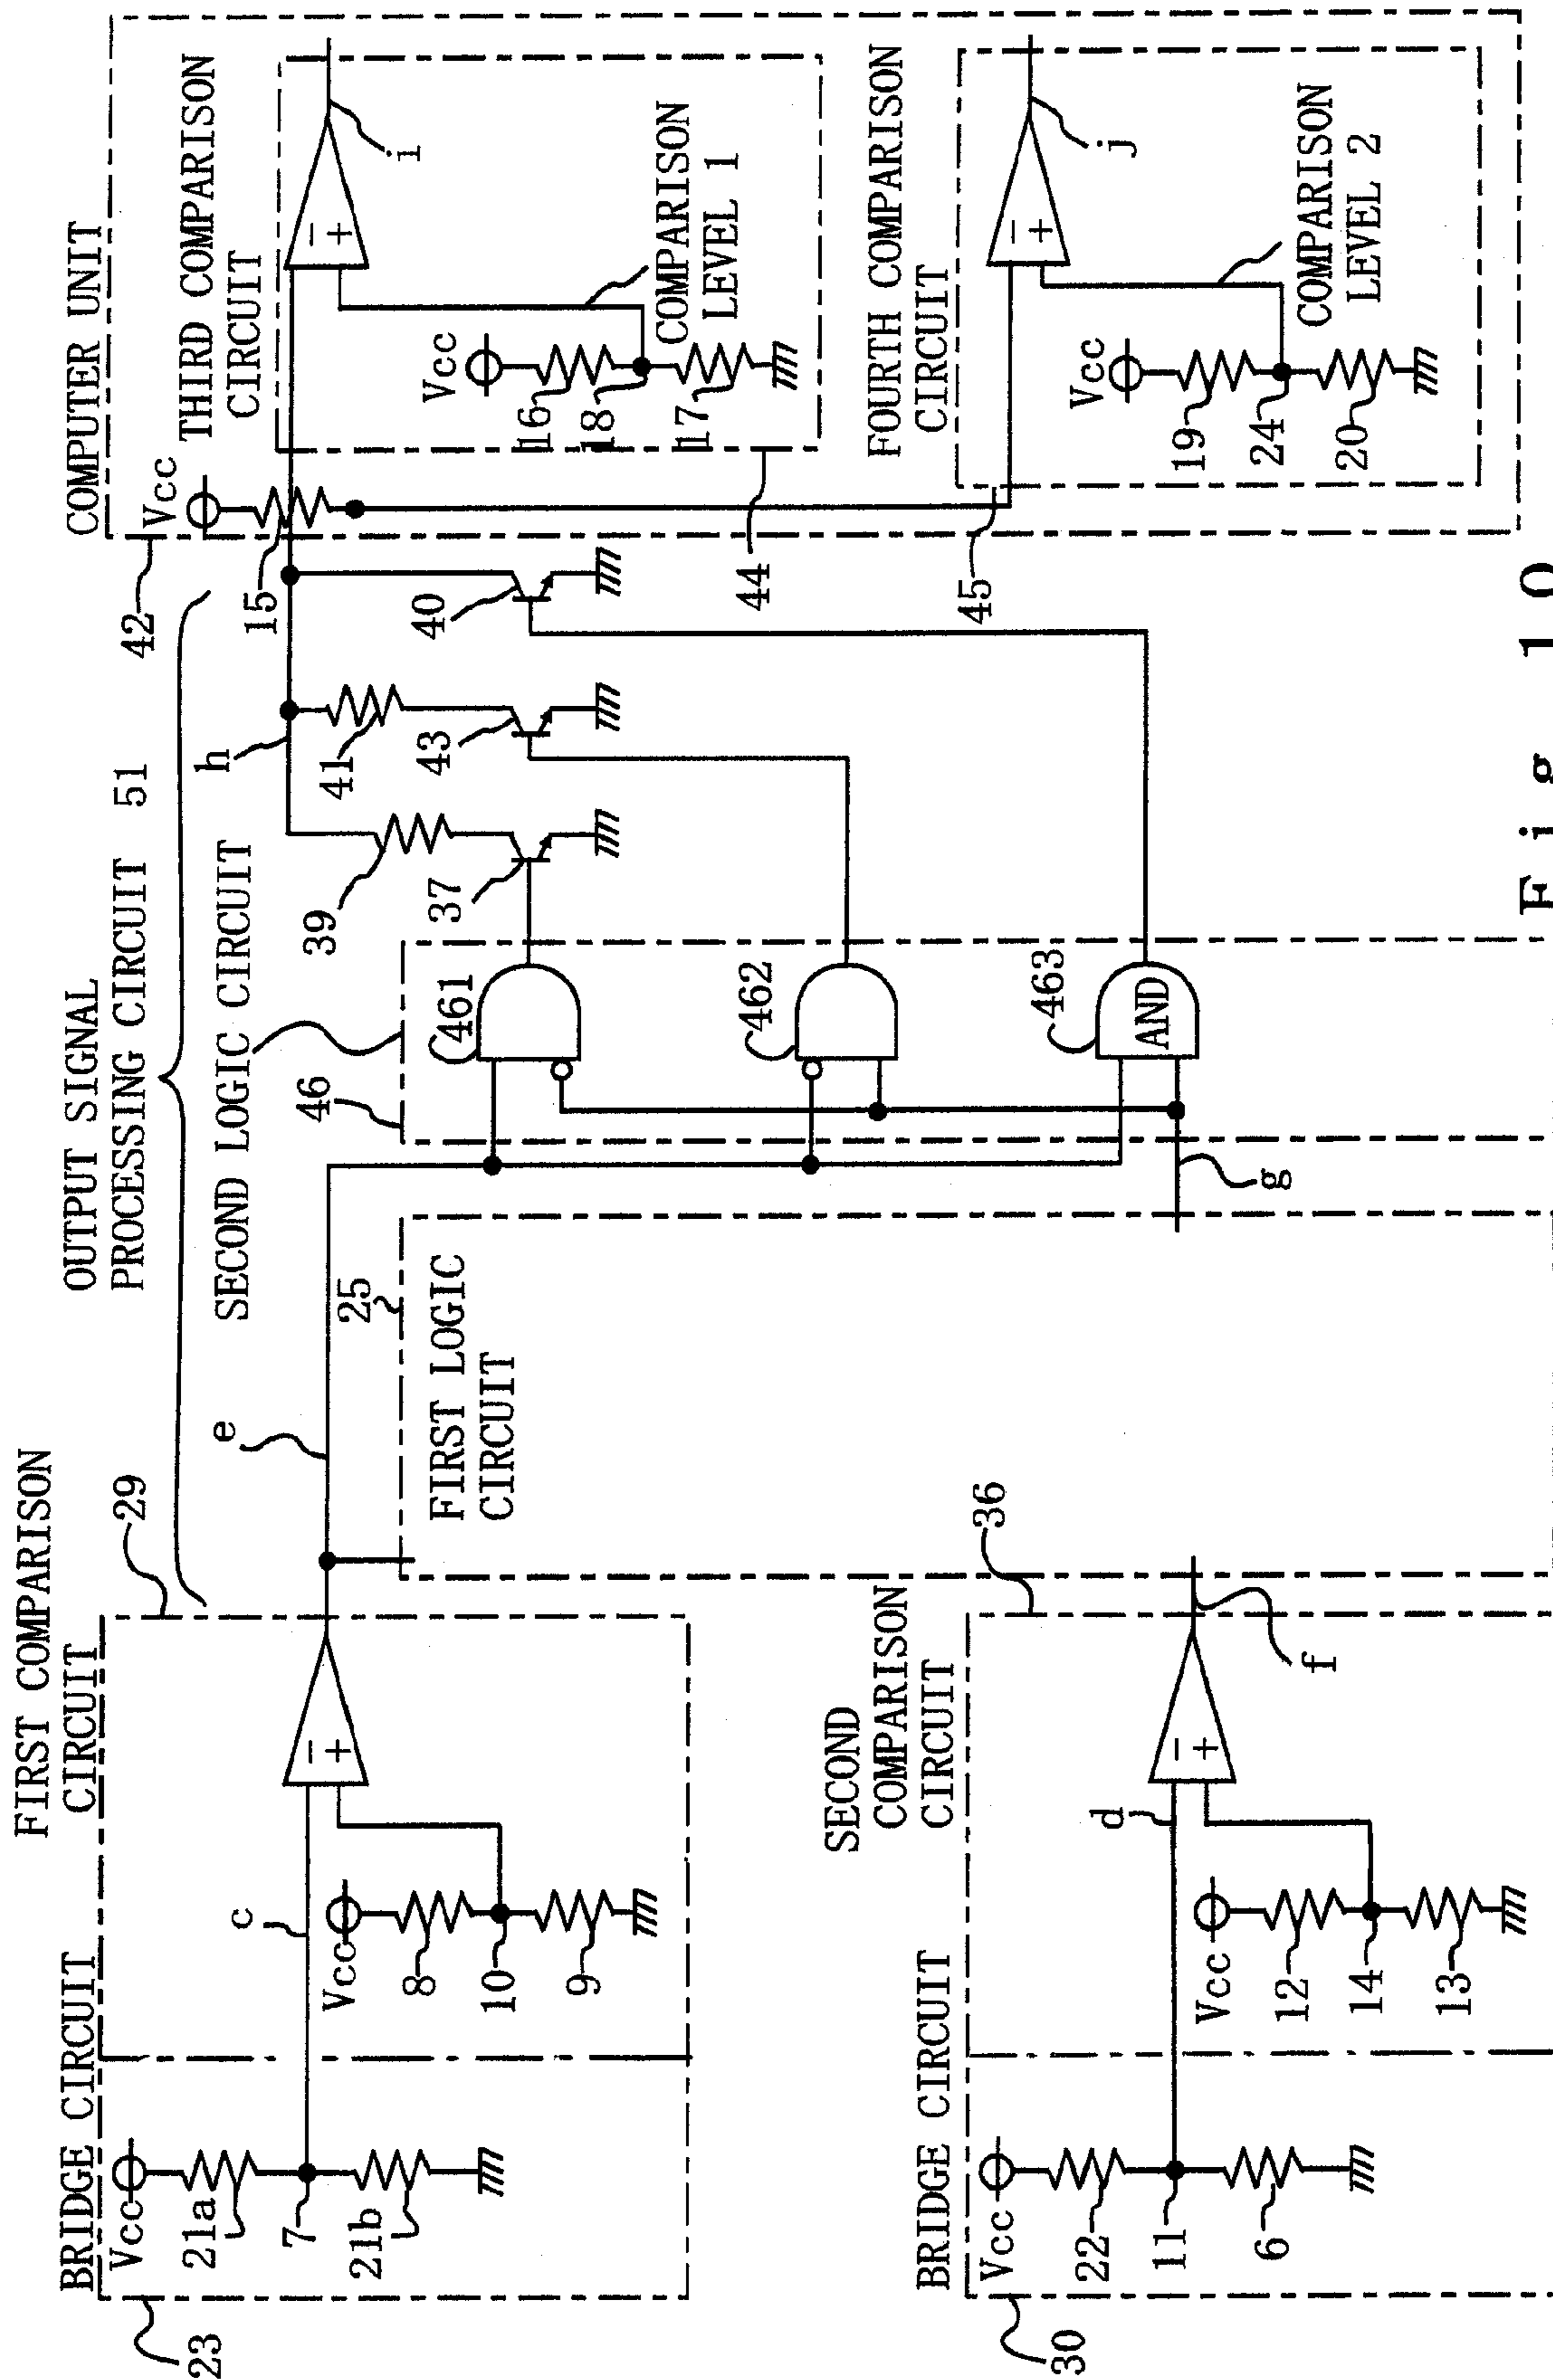 FIRST COMPARISON
CIRCUIT
29
BRIDGE CIRCUIT
23
Vcc
21a
7
21b
c
Vcc
8
10
9
−
+
OUTPUT SIGNAL
PROCESSING CIRCUIT 51
e
25
FIRST LOGIC
CIRCUIT
SECOND
COMPARISON
CIRCUIT
36
BRIDGE CIRCUIT
30
Vcc
22
11
6
d
Vcc
12
14
13
−
+
f
g
SECOND LOGIC CIRCUIT
46
461
462
463
AND
h
39
37
41
43
40
15
42
COMPUTER UNIT
Vcc
THIRD COMPARISON
CIRCUIT
Vcc
16
18
17
−
+
i
COMPARISON
LEVEL 1
44
FOURTH COMPARISON
CIRCUIT
45
Vcc
19
24
20
−
+
j
COMPARISON
LEVEL 2
Fig. 10